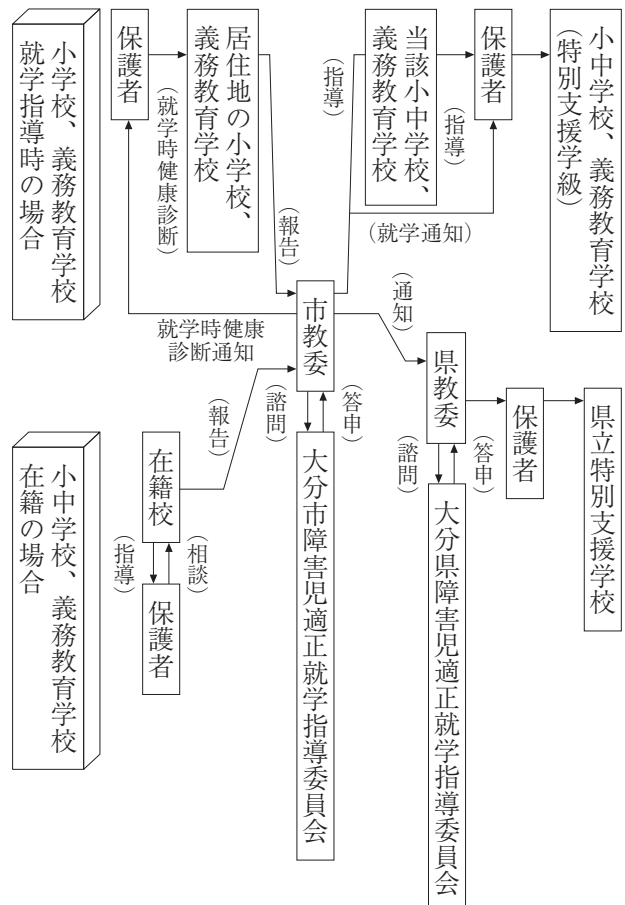 小学校、義務教育学校
就学指導時の場合
保護者
(就学時健康診断)
居住地の小学校、
義務教育学校
(報告)
就学時健康
診断通知
市教委
(指導)
当該小中学校、
義務教育学校
(指導)
保護者
(就学通知)
小中学校、義務教育学校
(特別支援学級)
(通知)
県教委
保護者
県立特別支援学校
(諮問)
(答申)
大分県障害児適正就学指導委員会
(諮問)
(答申)
大分市障害児適正就学指導委員会
小中学校、義務教育学校
在籍の場合
在籍校
(報告)
(指導)
(相談)
保護者